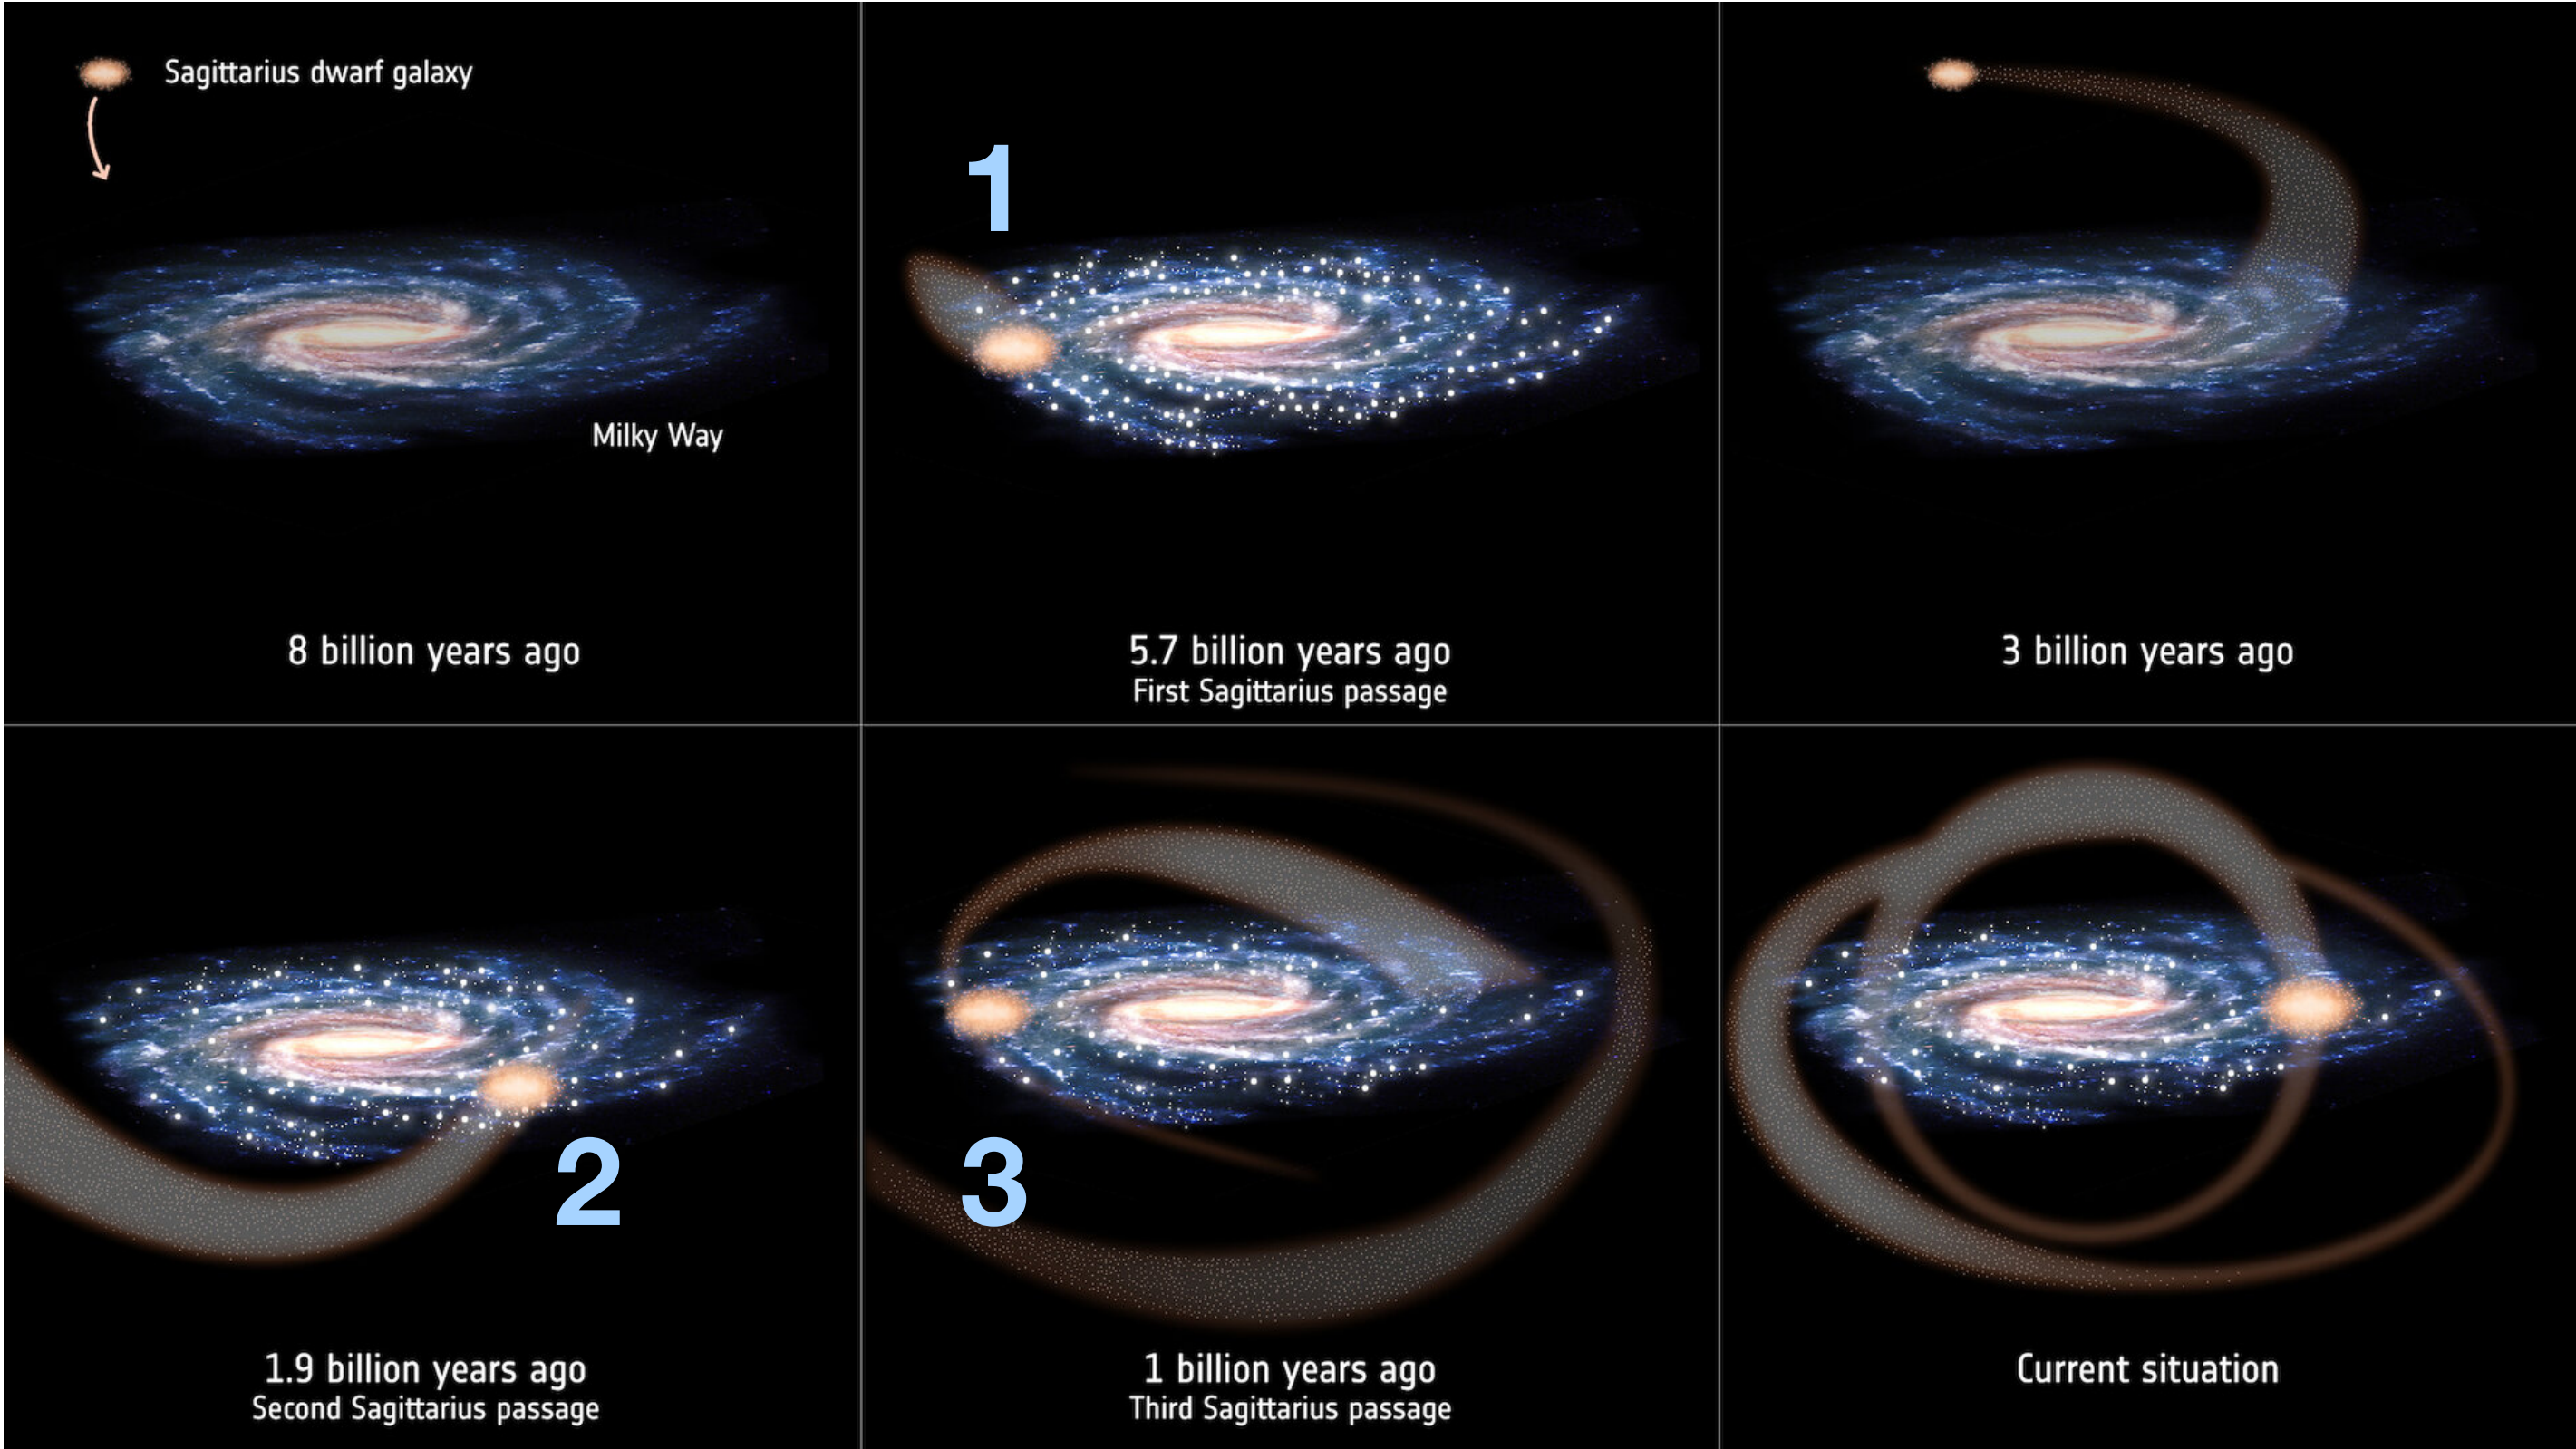 Sagittarius dwarf galaxy
Milky Way
8 billion years ago
1
5.7 billion years ago
First Sagittarius passage
3 billion years ago
2
1.9 billion years ago
Second Sagittarius passage
3
1 billion years ago
Third Sagittarius passage
Current situation